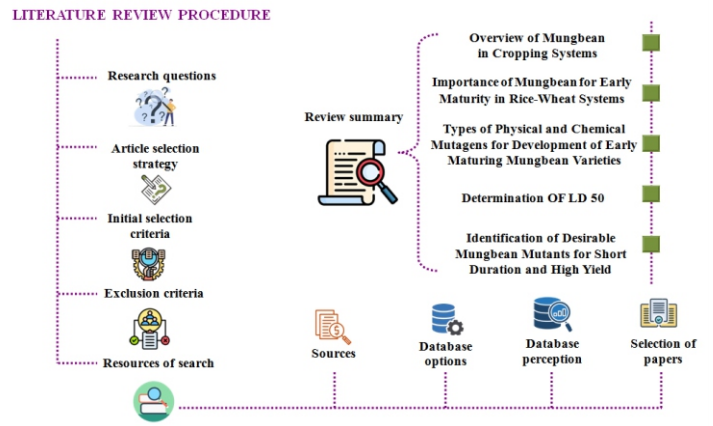 LITERATURE REVIEW PROCEDURE
Research questions
Article selection
strategy
Initial selection
criteria
Exclusion criteria
Resources of search
Review summary
Overview of Mungbean
in Cropping Systems
Importance of Mungbean for Early
Maturity in Rice-Wheat Systems
Types of Physical and Chemical
Mutagens for Development of Early
Maturing Mungbean Varieties
Determination OF LD 50
Identification of Desirable
Mungbean Mutants for Short
Duration and High Yield
Sources
Database
options
Database
perception
Selection of
papers